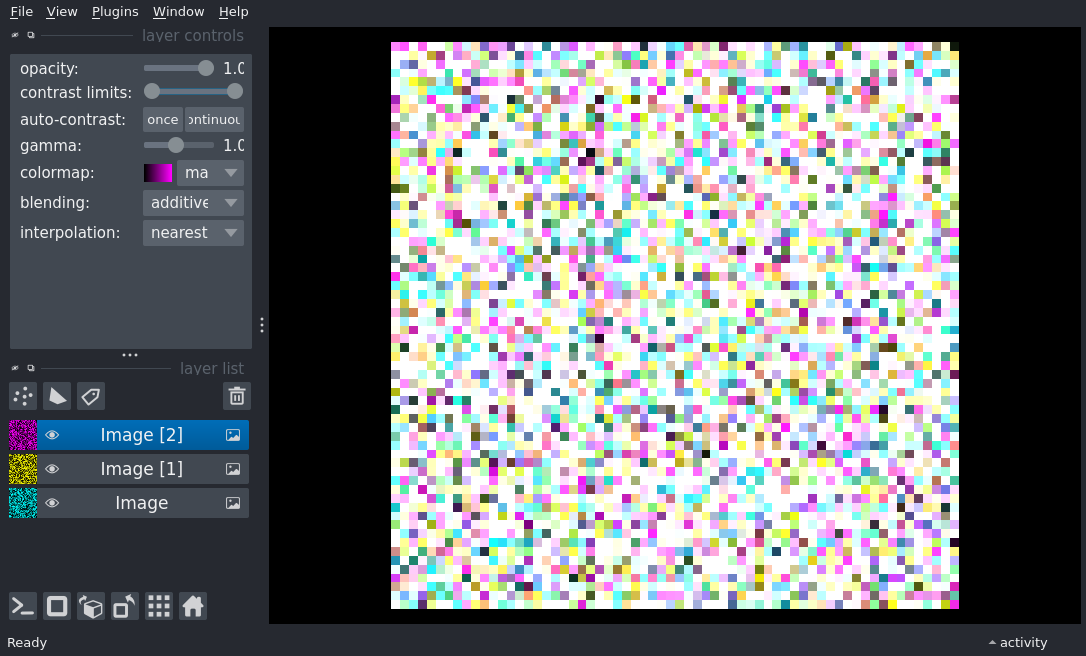 File View Plugins Window Help
layer controls
opacity: 1.0
contrast limits:
auto-contrast: once ontinuou
gamma: 1.0
colormap: ma
blending: additive
interpolation: nearest
layer list
Image [2]
Image [1]
Image
Ready activity